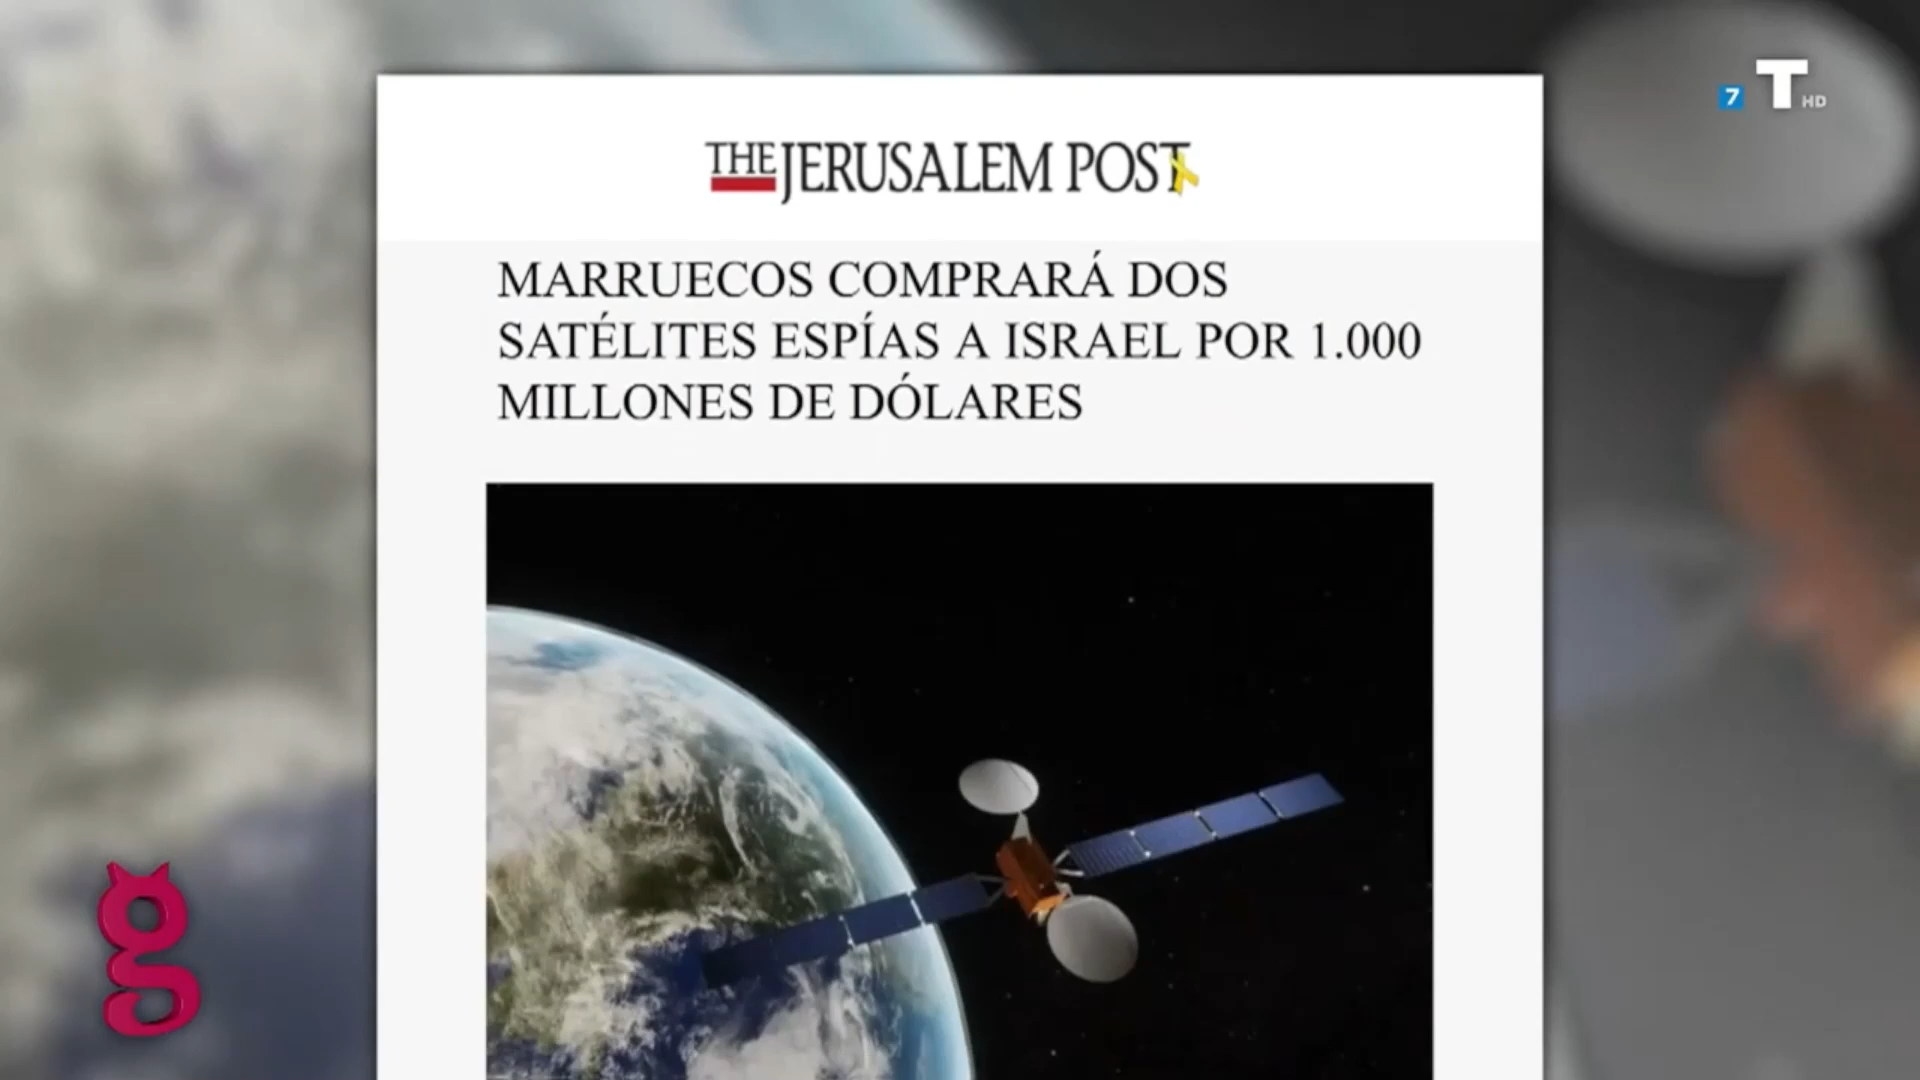 THE JERUSALEM POST
7 T HD
MARRUECOS COMPRARÁ DOS
SATÉLITES ESPÍAS A ISRAEL POR 1.000
MILLONES DE DÓLARES
g